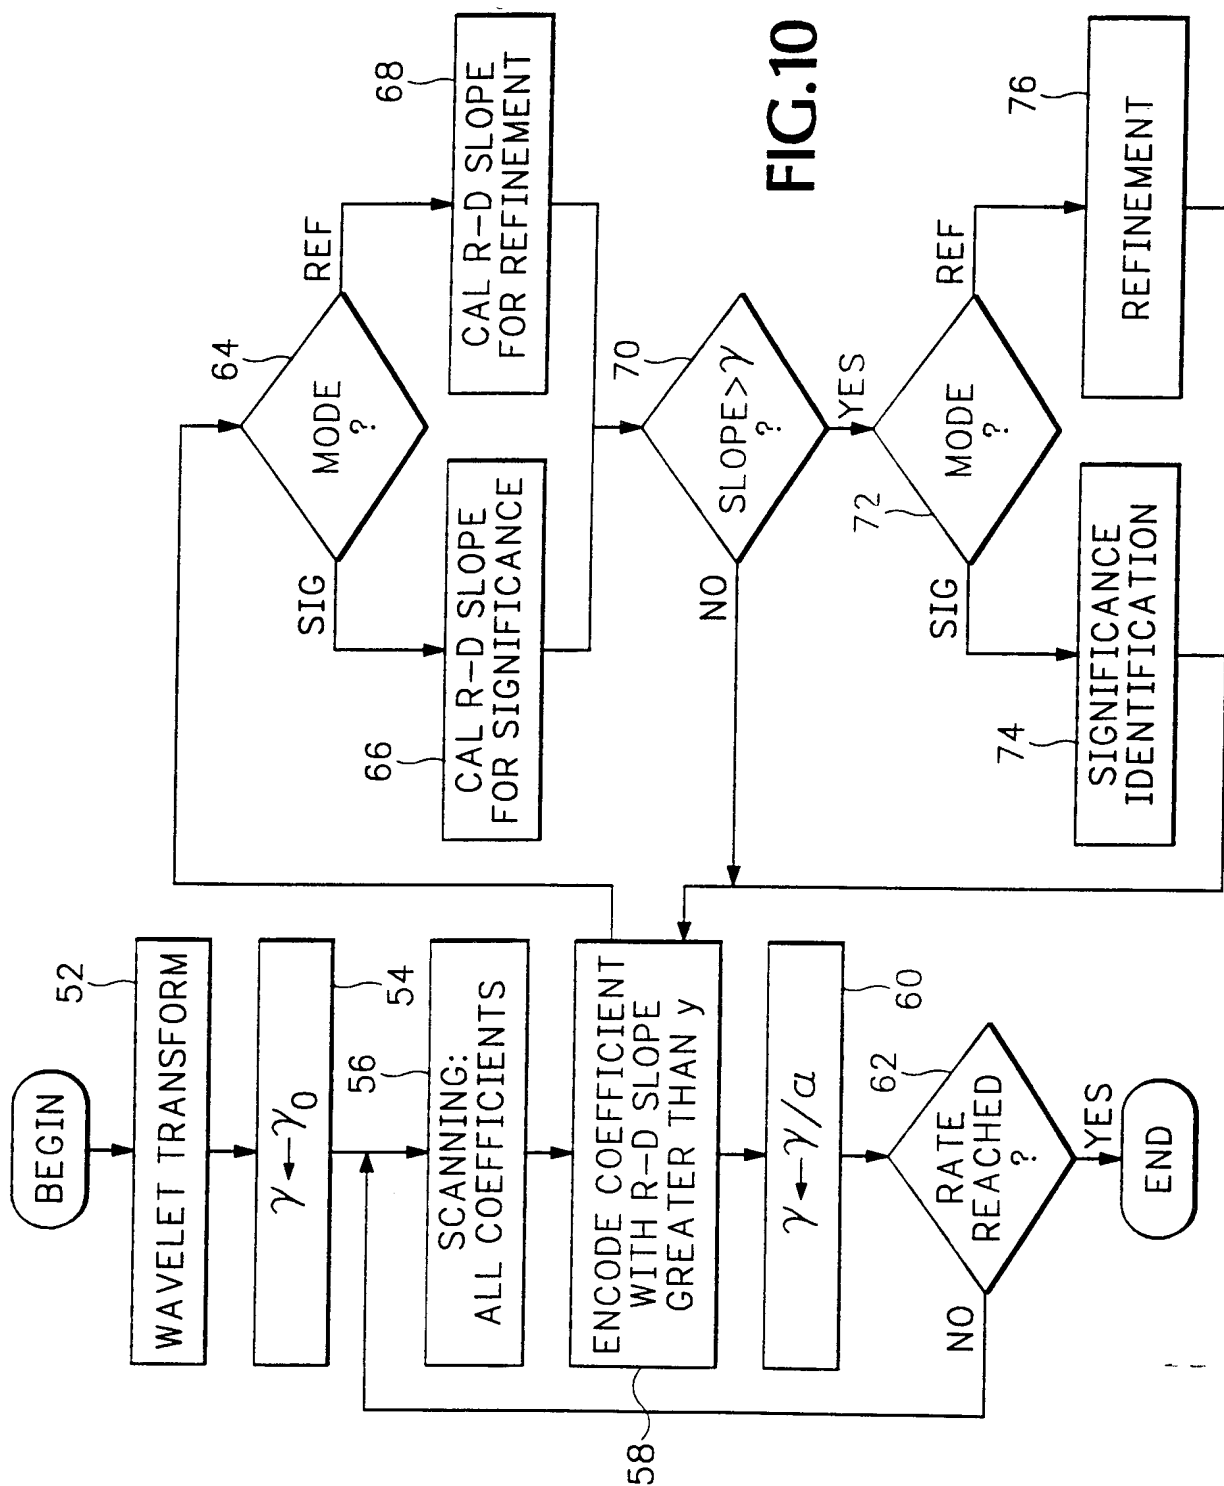 BEGIN
52
WAVELET TRANSFORM
54
γ←γ0
56
SCANNING:
ALL COEFFICIENTS
58
ENCODE COEFFICIENT
WITH R-D SLOPE
GREATER THAN y
60
γ←γ/a
62
RATE
REACHED
?
NO
YES
END
64
MODE
?
SIG
REF
66
CAL R-D SLOPE
FOR SIGNIFICANCE
68
CAL R-D SLOPE
FOR REFINEMENT
70
SLOPE>γ
?
NO
YES
72
MODE
?
SIG
REF
74
SIGNIFICANCE
IDENTIFICATION
76
REFINEMENT
FIG.10